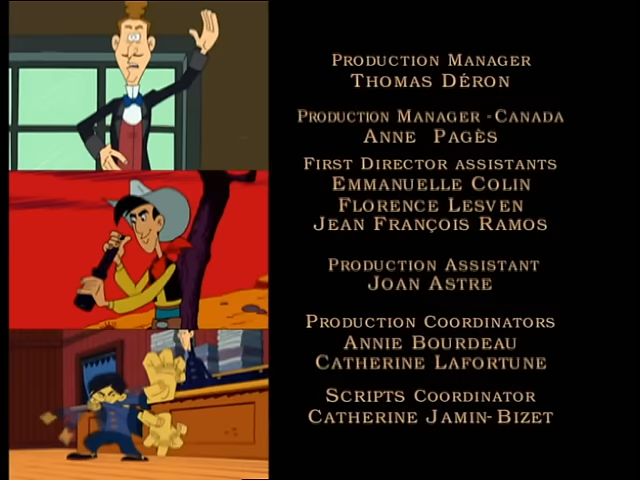 PRODUCTION MANAGER
THOMAS DÉRON
PRODUCTION MANAGER - CANADA
ANNE PAGÈS
FIRST DIRECTOR ASSISTANTS
EMMANUELLE COLIN
FLORENCE LESVEN
JEAN FRANÇOIS RAMOS
PRODUCTION ASSISTANT
JOAN ASTRE
PRODUCTION COORDINATORS
ANNIE BOURDEAU
CATHERINE LAFORTUNE
SCRIPTS COORDINATOR
CATHERINE JAMIN-BIZET